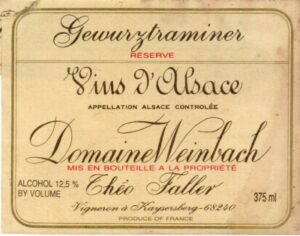 Gewurztraminer
RÉSERVE
Vins d'Alsace
APPELLATION ALSACE CONTROLÉE
Domaine Weinbach
MIS EN BOUTEILLE A LA PROPRIÉTÉ
ALCOHOL 12,5 %
BY VOLUME
Théo Faller
375 ml
Vigneron à Kaysersberg-68240
PRODUCE OF FRANCE